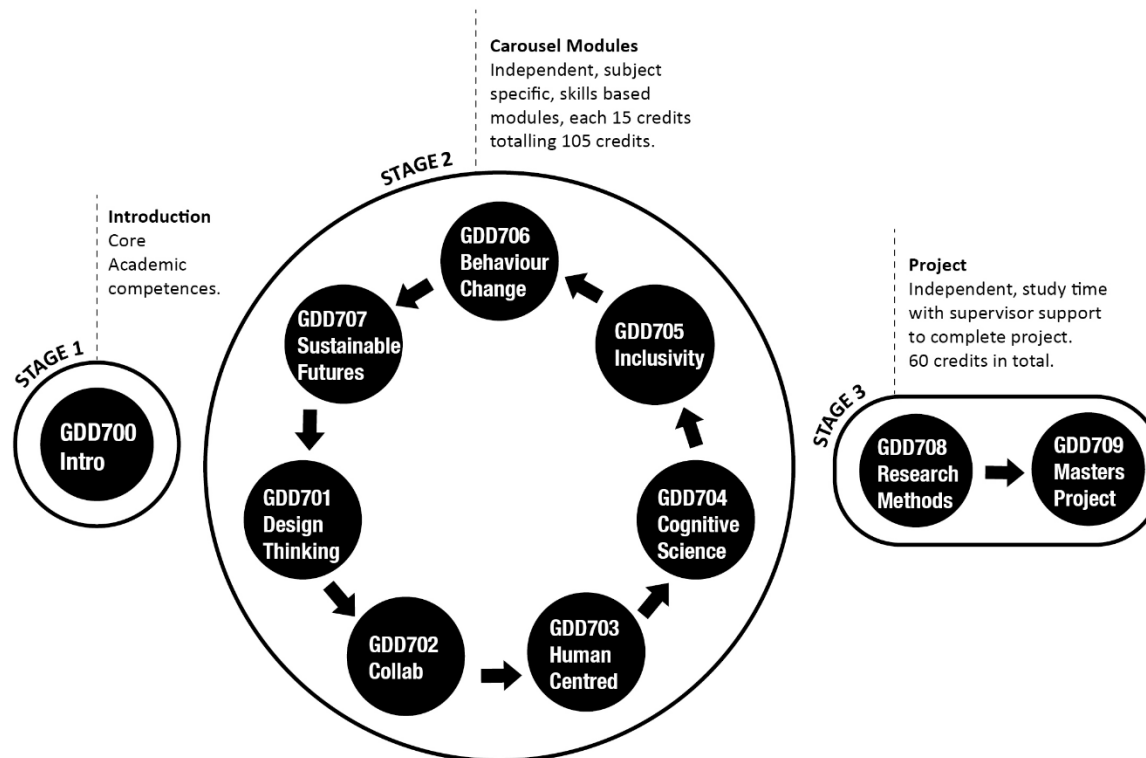 STAGE 1
Introduction
Core
Academic
competences.
GDD700
Intro
STAGE 2
Carousel Modules
Independent, subject
specific, skills based
modules, each 15 credits
totalling 105 credits.
GDD706
Behaviour
Change
GDD707
Sustainable
Futures
GDD701
Design
Thinking
GDD702
Collab
GDD703
Human
Centred
GDD704
Cognitive
Science
GDD705
Inclusivity
STAGE 3
Project
Independent, study time
with supervisor support
to complete project.
60 credits in total.
GDD708
Research
Methods
GDD709
Masters
Project